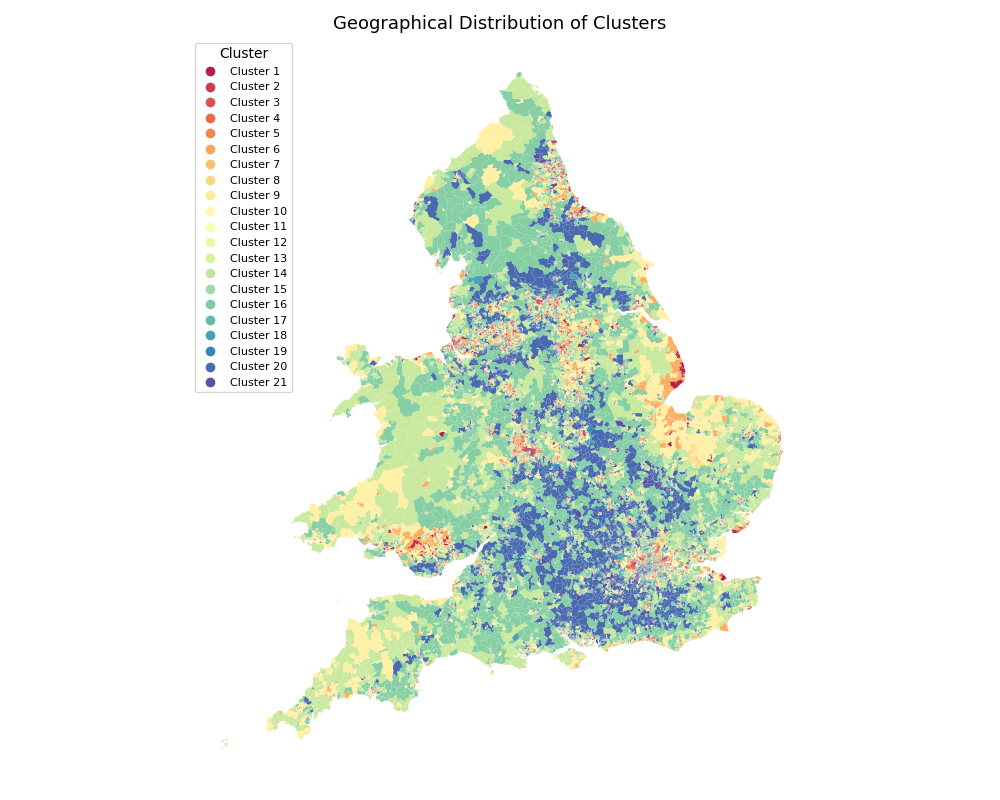 Geographical Distribution of Clusters
Cluster
Cluster 1
Cluster 2
Cluster 3
Cluster 4
Cluster 5
Cluster 6
Cluster 7
Cluster 8
Cluster 9
Cluster 10
Cluster 11
Cluster 12
Cluster 13
Cluster 14
Cluster 15
Cluster 16
Cluster 17
Cluster 18
Cluster 19
Cluster 20
Cluster 21